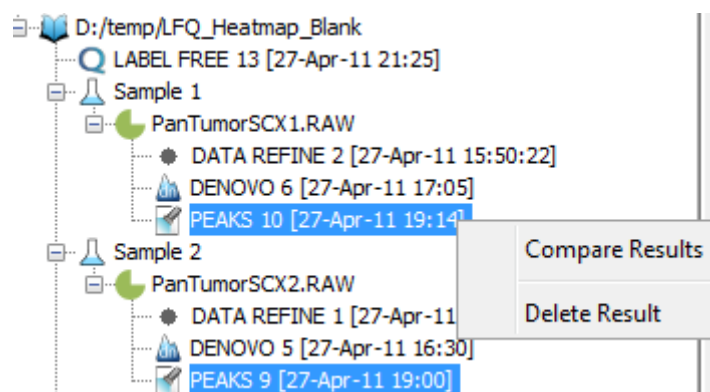 D:/temp/LFQ_Heatmap_Blank
LABEL FREE 13 [27-Apr-11 21:25]
Sample 1
PanTumorSCX1.RAW
DATA REFINE 2 [27-Apr-11 15:50:22]
DENOVO 6 [27-Apr-11 17:05]
PEAKS 10 [27-Apr-11 19:14]
Compare Results
Sample 2
PanTumorSCX2.RAW
Delete Result
DATA REFINE 1 [27-Apr-11
DENOVO 5 [27-Apr-11 16:30]
PEAKS 9 [27-Apr-11 19:00]